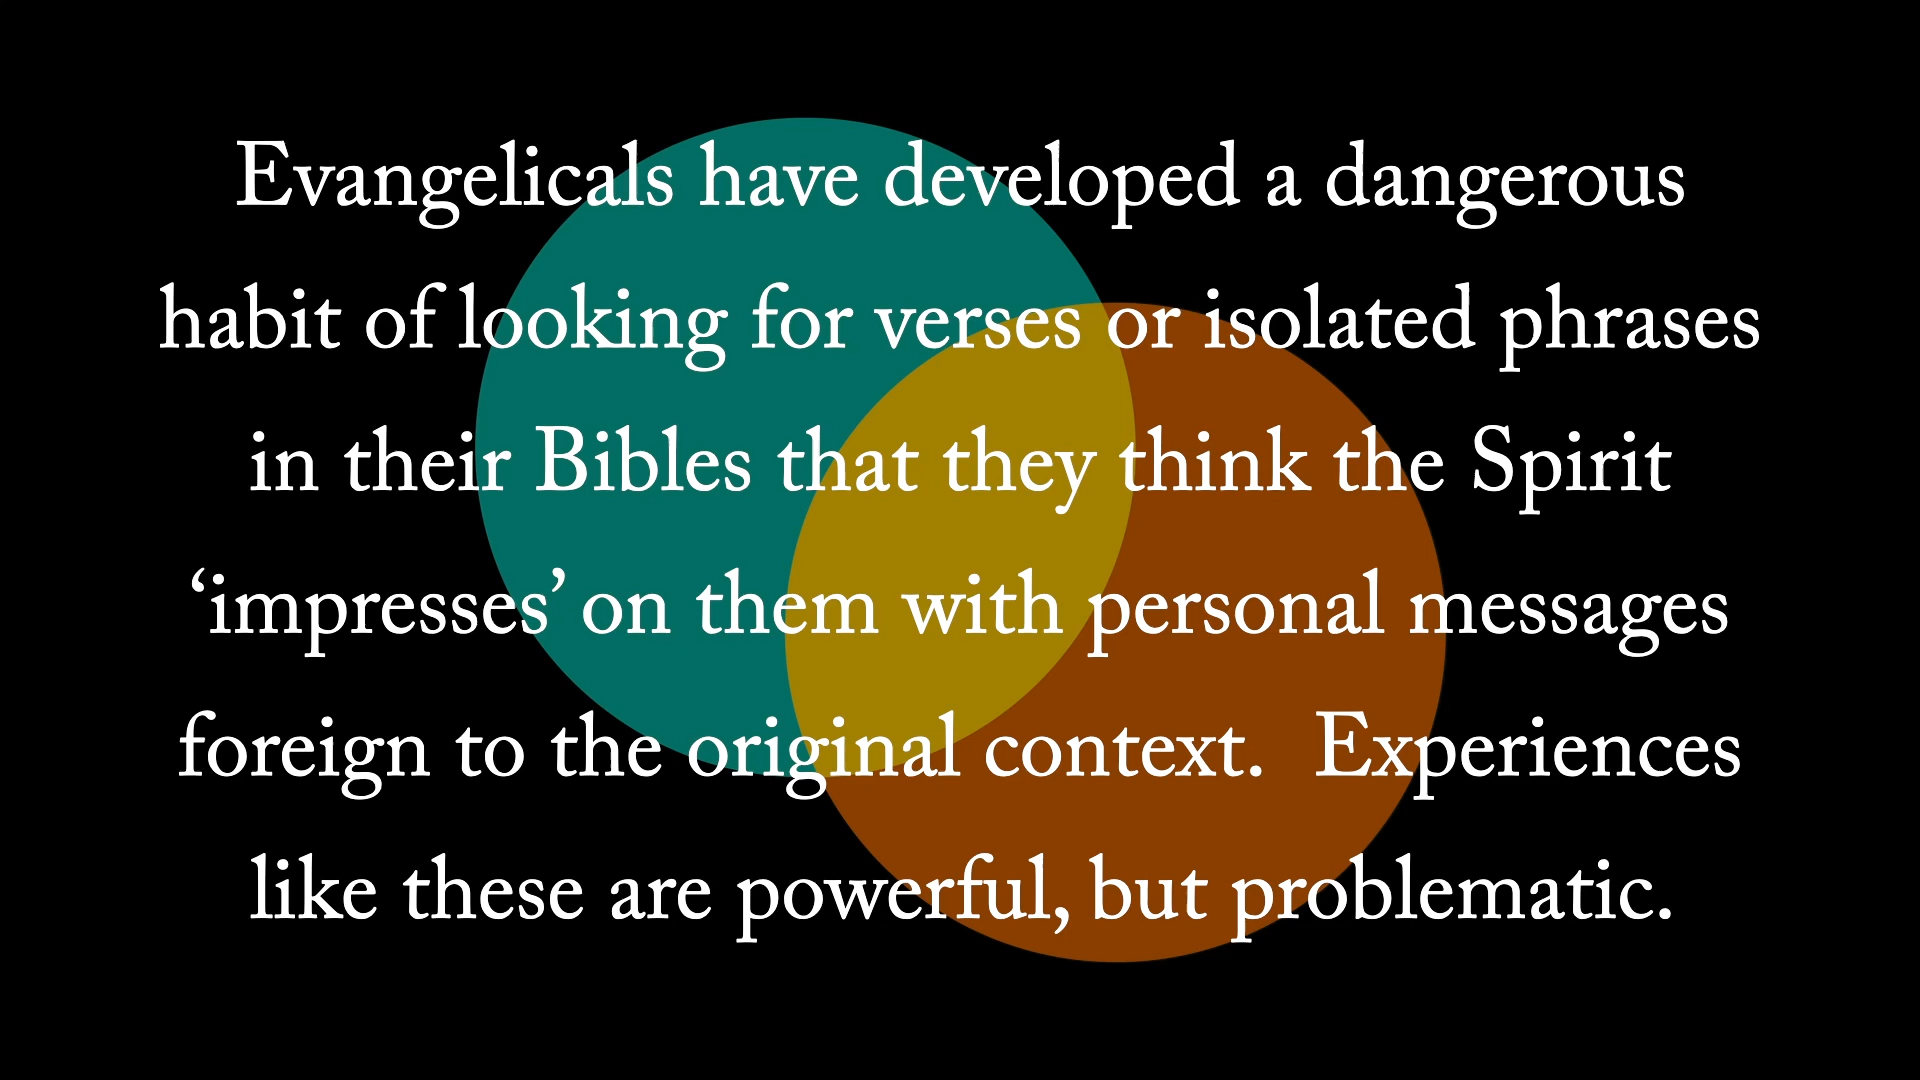 Evangelicals have developed a dangerous
habit of looking for verses or isolated phrases
in their Bibles that they think the Spirit
‘impresses’ on them with personal messages
foreign to the original context.  Experiences
like these are powerful, but problematic.